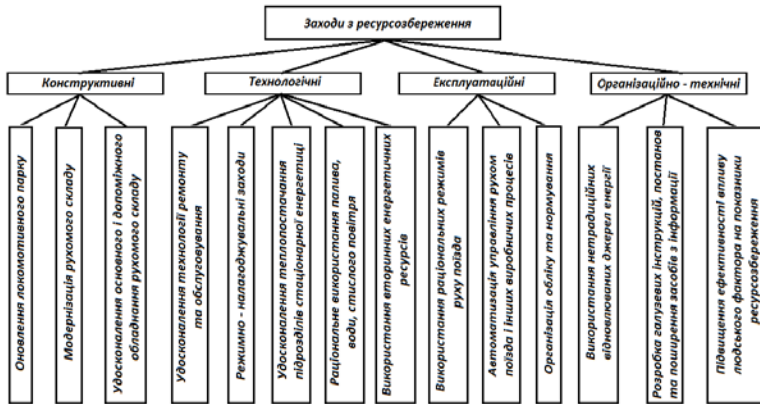 Заходи з ресурсозбереження
Конструктивні
Технологічні
Експлуатаційні
Організаційно - технічні
Оновлення локомотивного парку
Модернізація рухомого складу
Удосконалення основного і допоміжного
обладнання рухомого складу
Удосконалення технології ремонту
та обслуговування
Режимно - налагоджувальні заходи
Удосконалення теплопостачання
підрозділів стаціонарної енергетиці
Раціональне використання палива,
води, стислого повітря
Використання вторинних енергетичних
ресурсів
Використання раціональних режимів
руху поїзда
Автоматизація управління рухом
поїзда і інших виробничих процесів
Організація обліку та нормування
Використання нетрадиційних
відновлюваних джерел енергії
Розробка галузевих інструкцій, постанов
та поширення засобів з інформації
Підвищення ефективності впливу
людського фактора на показники
ресурсозбереження